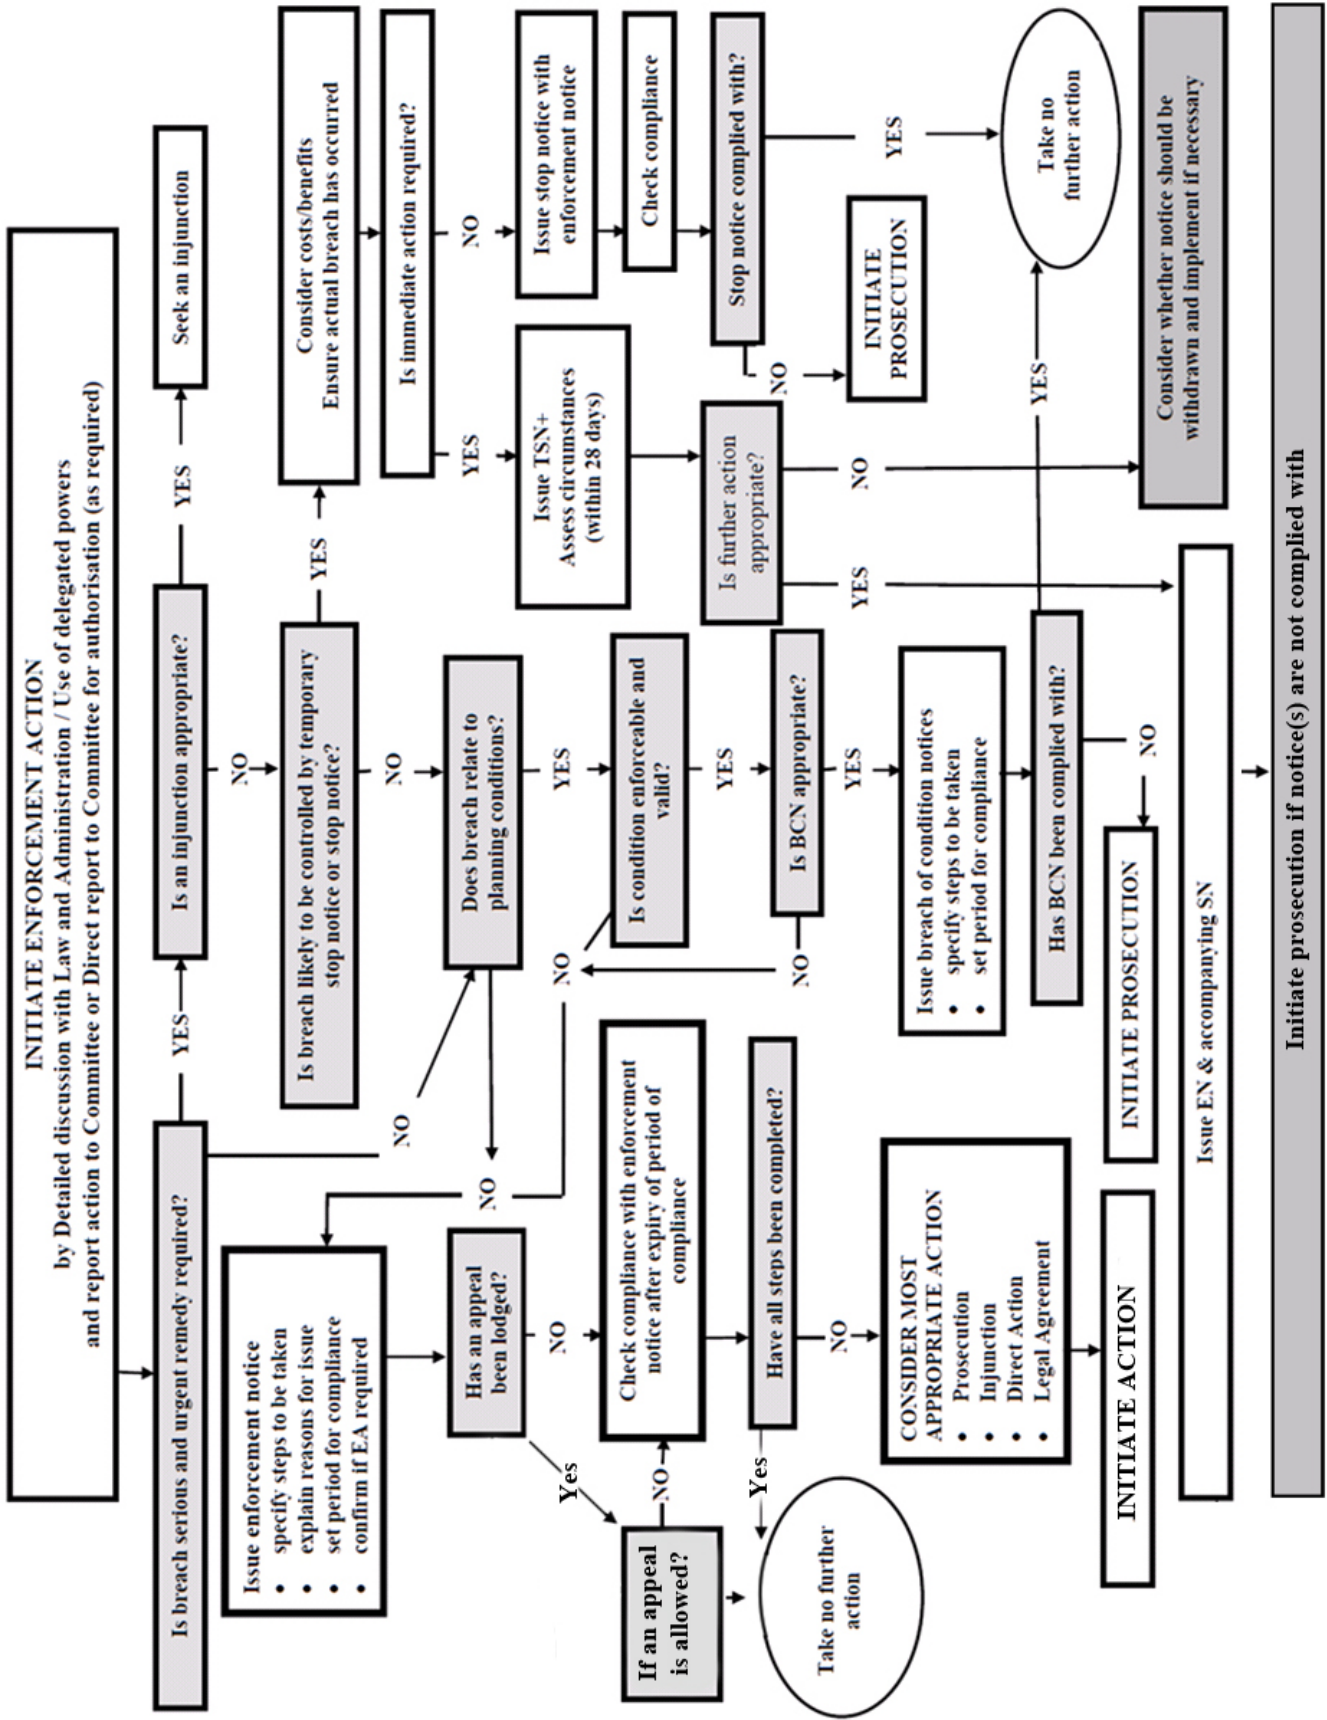 INITIATE ENFORCEMENT ACTION
by Detailed discussion with Law and Administration / Use of delegated powers
and report action to Committee or Direct report to Committee for authorisation (as required)
Is breach serious and urgent remedy required?
YES
Is an injunction appropriate?
YES
Seek an injunction
NO
NO
Is breach likely to be controlled by temporary
stop notice or stop notice?
YES
Consider costs/benefits
Ensure actual breach has occurred
Is immediate action required?
NO
YES
NO
Issue enforcement notice
• specify steps to be taken
• explain reasons for issue
• set period for compliance
• confirm if EA required
Does breach relate to
planning conditions?
NO
YES
Issue TSN+
Assess circumstances
(within 28 days)
Issue stop notice with
enforcement notice
Check compliance
Has an appeal
been lodged?
NO
Yes
NO
Is condition enforceable and
valid?
YES
Is further action
appropriate?
Stop notice complied with?
NO
YES
INITIATE
PROSECUTION
Take no
further action
If an appeal
is allowed?
NO
Check compliance with enforcement
notice after expiry of period of
compliance
NO
Is BCN appropriate?
YES
YES
NO
Have all steps been completed?
Yes
NO
Take no further
action
CONSIDER MOST
APPROPRIATE ACTION
• Prosecution
• Injunction
• Direct Action
• Legal Agreement
Issue breach of condition notices
• specify steps to be taken
• set period for compliance
Has BCN been complied with?
YES
NO
INITIATE ACTION
INITIATE PROSECUTION
Consider whether notice should be
withdrawn and implement if necessary
Issue EN & accompanying SN
Initiate prosecution if notice(s) are not complied with